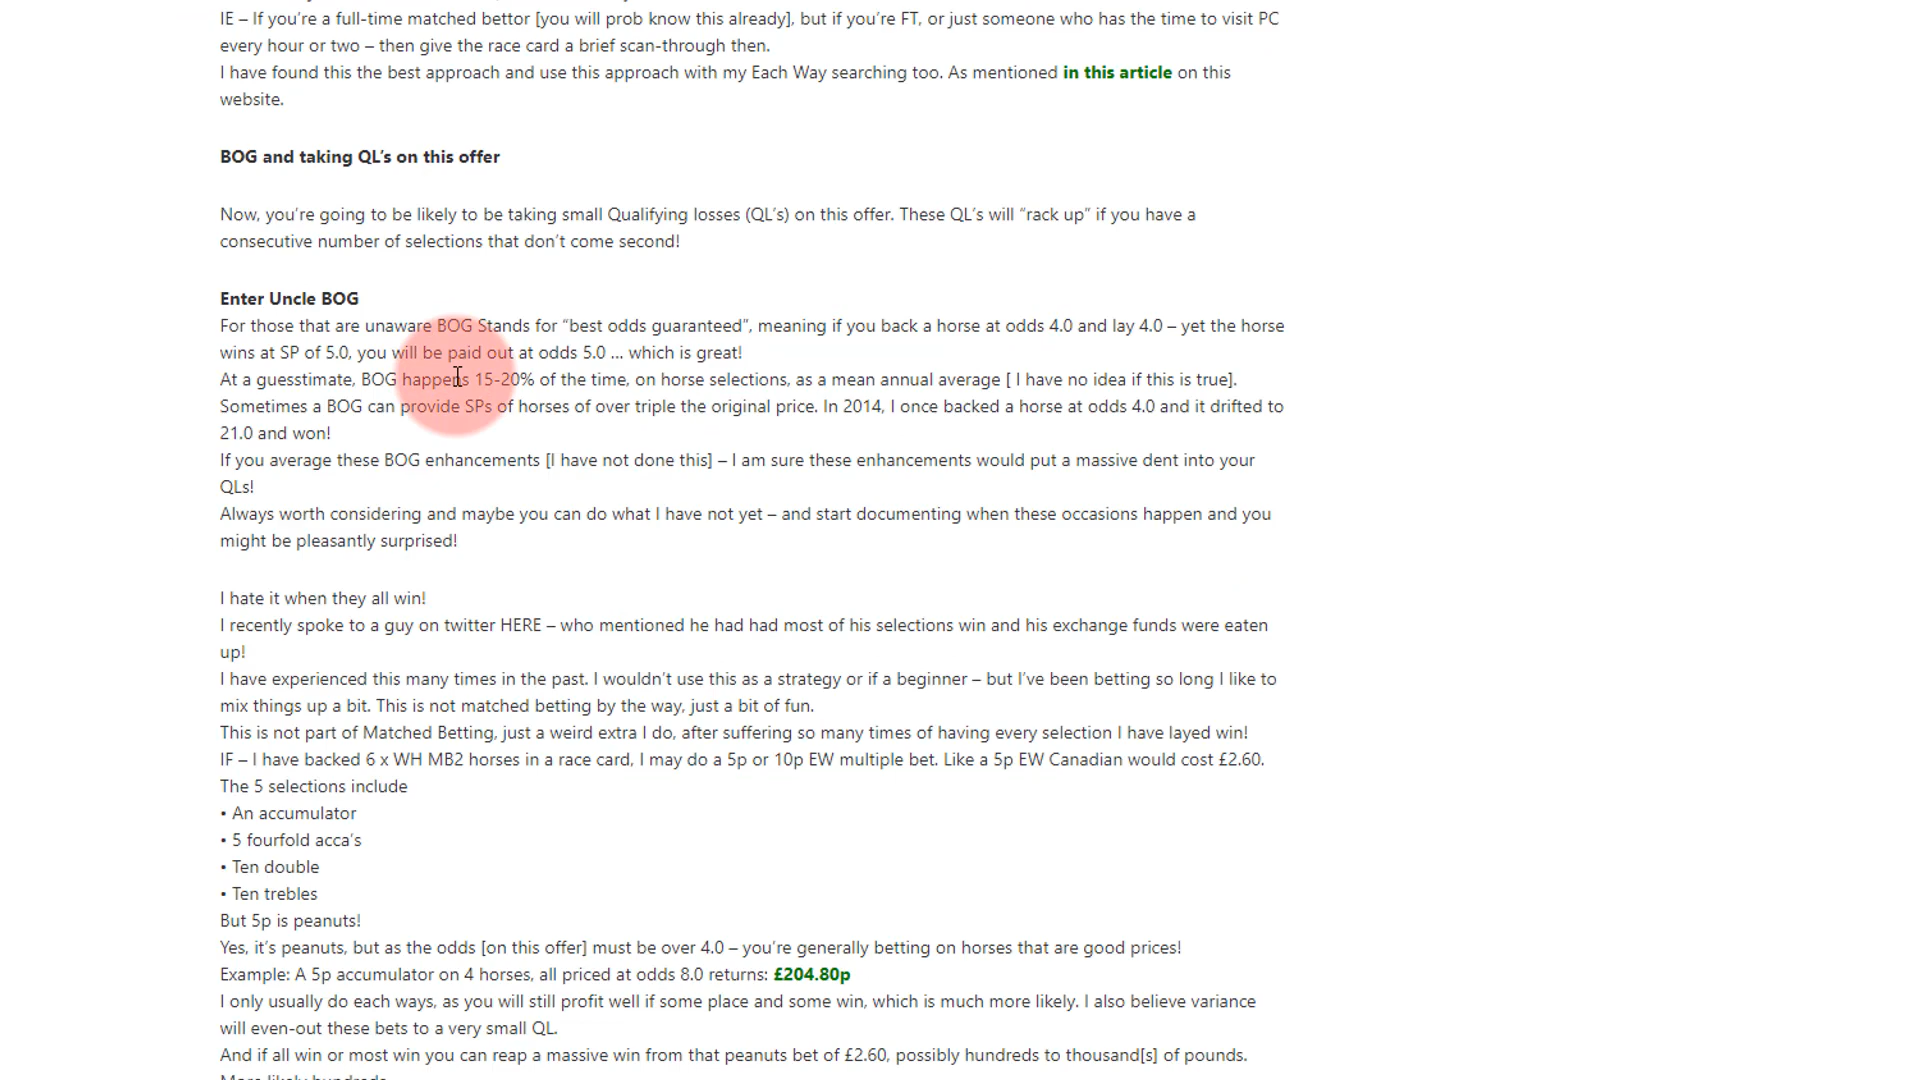 IE – If you're a full-time matched bettor [you will prob know this already], but if you're FT, or just someone who has the time to visit PC
every hour or two – then give the race card a brief scan-through then.
I have found this the best approach and use this approach with my Each Way searching too. As mentioned in this article on this
website.
BOG and taking QL's on this offer
Now, you're going to be likely to be taking small Qualifying losses (QL's) on this offer. These QL's will "rack up" if you have a
consecutive number of selections that don't come second!
Enter Uncle BOG
For those that are unaware BOG Stands for "best odds guaranteed", meaning if you back a horse at odds 4.0 and lay 4.0 – yet the horse
wins at SP of 5.0, you will be paid out at odds 5.0 ... which is great!
At a guesstimate, BOG happens 15-20% of the time, on horse selections, as a mean annual average [ I have no idea if this is true].
Sometimes a BOG can provide SPs of horses of over triple the original price. In 2014, I once backed a horse at odds 4.0 and it drifted to
21.0 and won!
If you average these BOG enhancements [I have not done this] – I am sure these enhancements would put a massive dent into your
QLs!
Always worth considering and maybe you can do what I have not yet – and start documenting when these occasions happen and you
might be pleasantly surprised!
I hate it when they all win!
I recently spoke to a guy on twitter HERE – who mentioned he had had most of his selections win and his exchange funds were eaten
up!
I have experienced this many times in the past. I wouldn't use this as a strategy or if a beginner – but I've been betting so long I like to
mix things up a bit. This is not matched betting by the way, just a bit of fun.
This is not part of Matched Betting, just a weird extra I do, after suffering so many times of having every selection I have layed win!
IF – I have backed 6 x WH MB2 horses in a race card, I may do a 5p or 10p EW multiple bet. Like a 5p EW Canadian would cost £2.60.
The 5 selections include
• An accumulator
• 5 fourfold acca's
• Ten double
• Ten trebles
But 5p is peanuts!
Yes, it's peanuts, but as the odds [on this offer] must be over 4.0 – you're generally betting on horses that are good prices!
Example: A 5p accumulator on 4 horses, all priced at odds 8.0 returns: £204.80p
I only usually do each ways, as you will still profit well if some place and some win, which is much more likely. I also believe variance
will even-out these bets to a very small QL.
And if all win or most win you can reap a massive win from that peanuts bet of £2.60, possibly hundreds to thousand[s] of pounds.
More likely hundreds